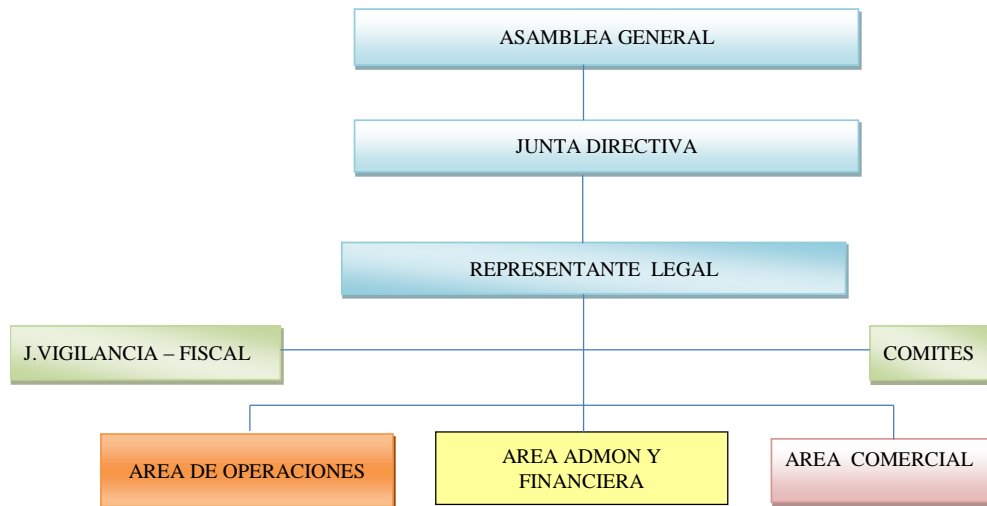 ASAMBLEA GENERAL
JUNTA DIRECTIVA
REPRESENTANTE LEGAL
J.VIGILANCIA – FISCAL
COMITES
AREA DE OPERACIONES
AREA ADMON Y
FINANCIERA
AREA COMERCIAL